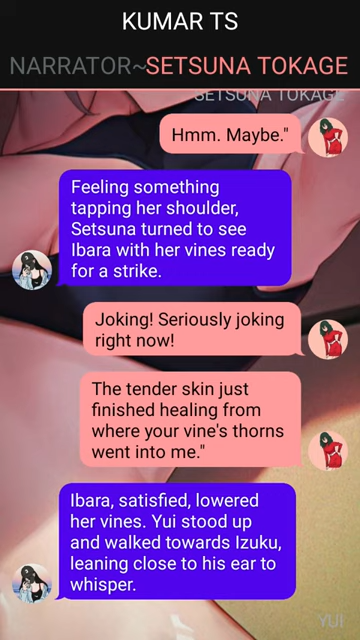 KUMAR TS
NARRATOR~SETSUNA TOKAGE
SETSUNA TOKAGE
Hmm. Maybe."
Feeling something
tapping her shoulder,
Setsuna turned to see
Ibara with her vines ready
for a strike.
Joking! Seriously joking
right now!
The tender skin just
finished healing from
where your vine's thorns
went into me."
Ibara, satisfied, lowered
her vines. Yui stood up
and walked towards Izuku,
leaning close to his ear to
whisper.
YUI